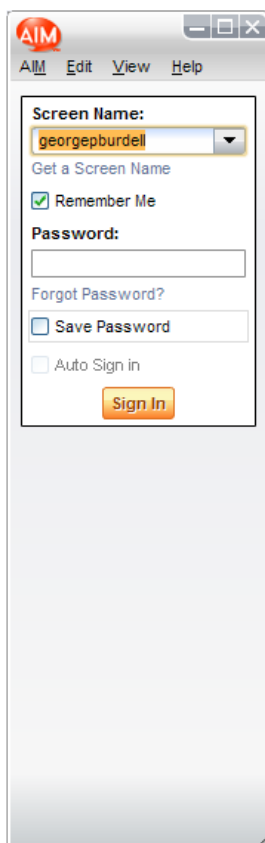 AIM
AIM Edit View Help
Screen Name:
georgepburdell
Get a Screen Name
Remember Me
Password:
Forgot Password?
Save Password
Auto Sign in
Sign In